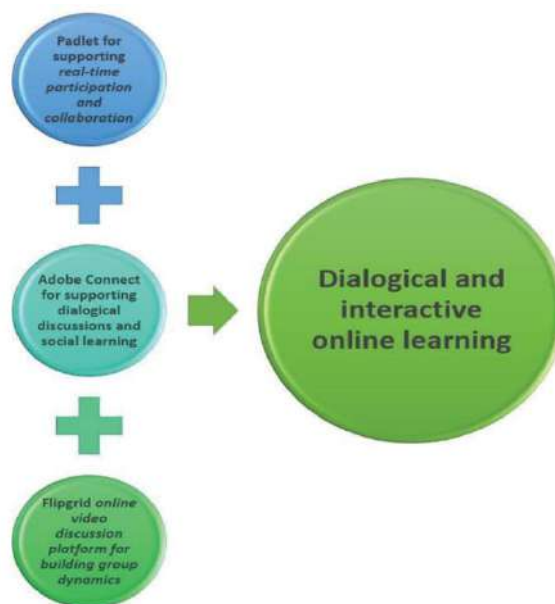 Padlet for
supporting
real-time
participation
and
collaboration
Adobe Connect
for supporting
dialogical
discussions and
social learning
Flipgrid online
video
discussion
platform for
building group
dynamics
Dialogical and
interactive
online learning